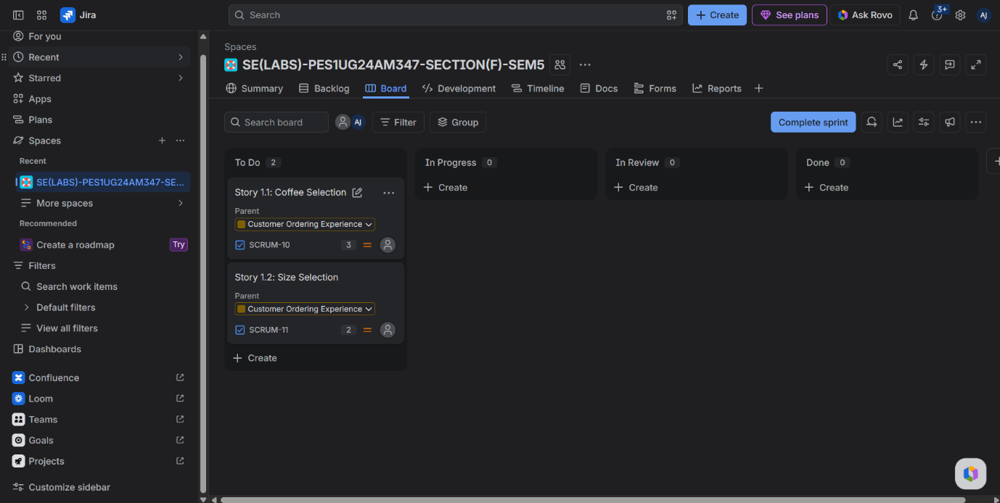 Jira
Search
Create
See plans
Ask Rovo
3+
AJ
For you
Recent
Starred
Apps
Plans
Spaces
Recent
SE(LABS)-PES1UG24AM347-SE...
More spaces
Recommended
Create a roadmap
Try
Filters
Search work items
Default filters
View all filters
Dashboards
Confluence
Loom
Teams
Goals
Projects
Customize sidebar
Spaces
SE(LABS)-PES1UG24AM347-SECTION(F)-SEM5
Summary
Backlog
Board
Development
Timeline
Docs
Forms
Reports
Search board
AJ
Filter
Group
Complete sprint
To Do 2
Story 1.1: Coffee Selection
Parent
Customer Ordering Experience
SCRUM-10 3
Story 1.2: Size Selection
Parent
Customer Ordering Experience
SCRUM-11 2
Create
In Progress 0
Create
In Review 0
Create
Done 0
Create